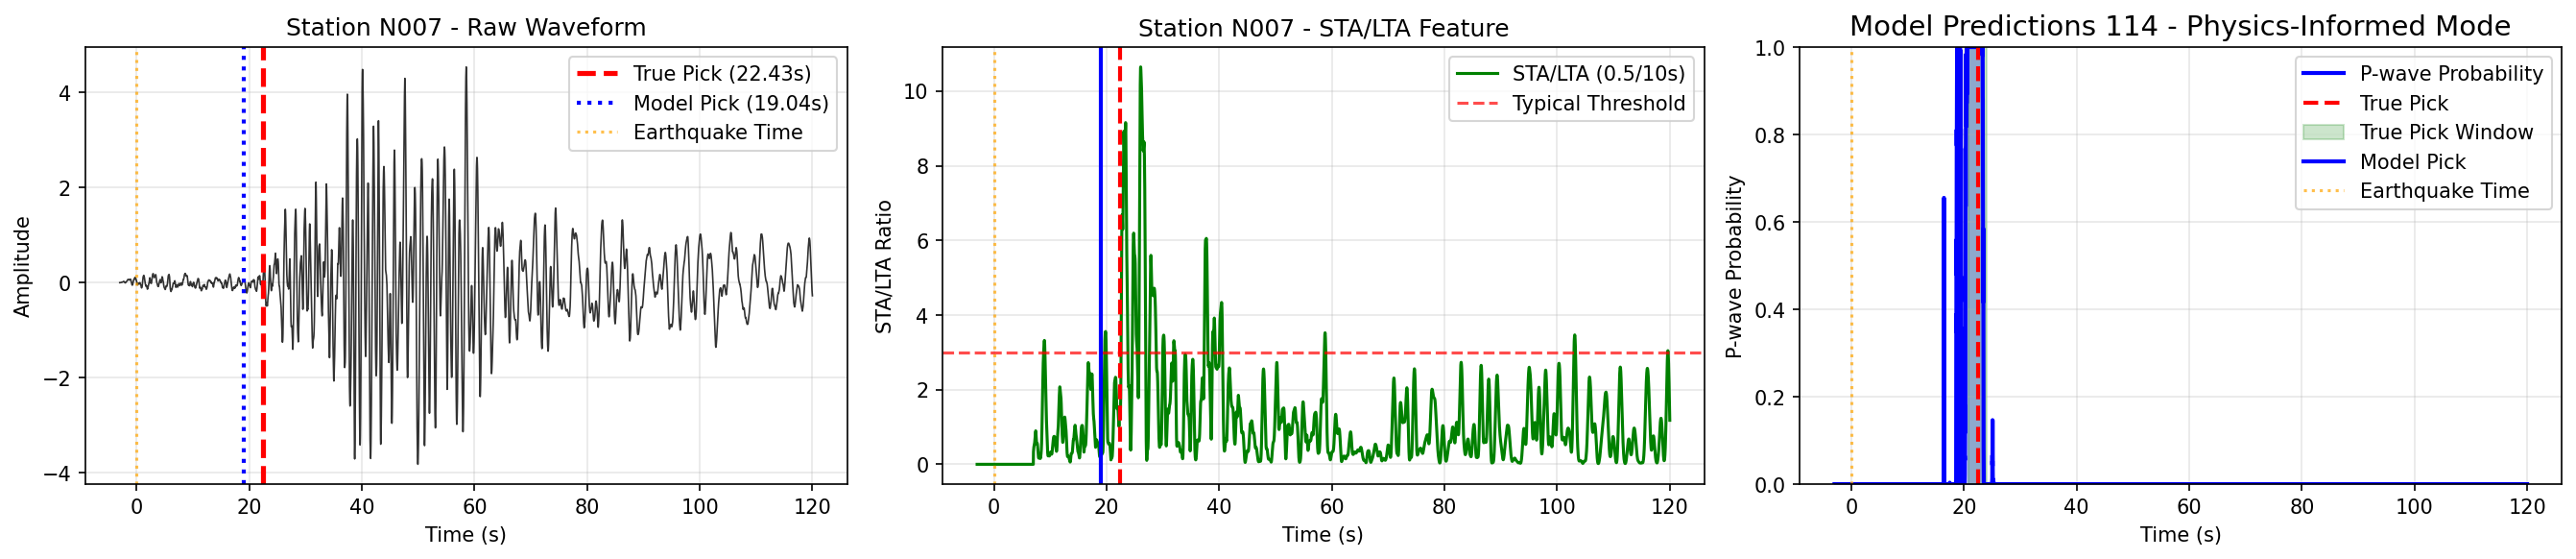 Station N007 - Raw Waveform
Amplitude
4
2
0
−2
−4
True Pick (22.43s)
Model Pick (19.04s)
Earthquake Time
0 20 40 60 80 100 120
Time (s)
Station N007 - STA/LTA Feature
STA/LTA Ratio
10
8
6
4
2
0
STA/LTA (0.5/10s)
Typical Threshold
0 20 40 60 80 100 120
Time (s)
Model Predictions 114 - Physics-Informed Mode
P-wave Probability
1.0
0.8
0.6
0.4
0.2
0.0
P-wave Probability
True Pick
True Pick Window
Model Pick
Earthquake Time
0 20 40 60 80 100 120
Time (s)